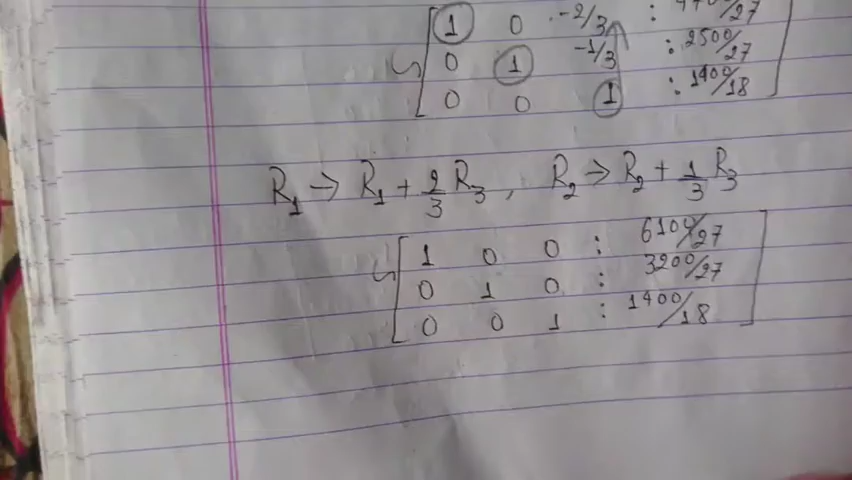 1 0 -2/3 : 4700/27
0 1 -1/3 : 2500/27
0 0 1 : 1400/18
R₁ → R₁ + 2/3 R₃, R₂ → R₂ + 1/3 R₃
~ [ 1 0 0 : 6100/27
0 1 0 : 3200/27
0 0 1 : 1400/18 ]